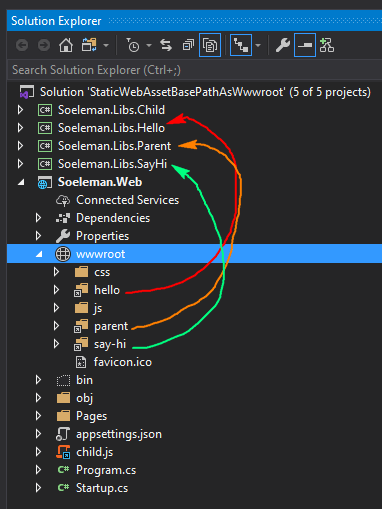 Solution Explorer
Search Solution Explorer (Ctrl+;)
Solution 'StaticWebAssetBasePathAsWwwroot' (5 of 5 projects)
C# Soeleman.Libs.Child
C# Soeleman.Libs.Hello
C# Soeleman.Libs.Parent
C# Soeleman.Libs.SayHi
Soeleman.Web
Connected Services
Dependencies
Properties
wwwroot
css
hello
js
parent
say-hi
favicon.ico
bin
obj
Pages
appsettings.json
child.js
C# Program.cs
C# Startup.cs